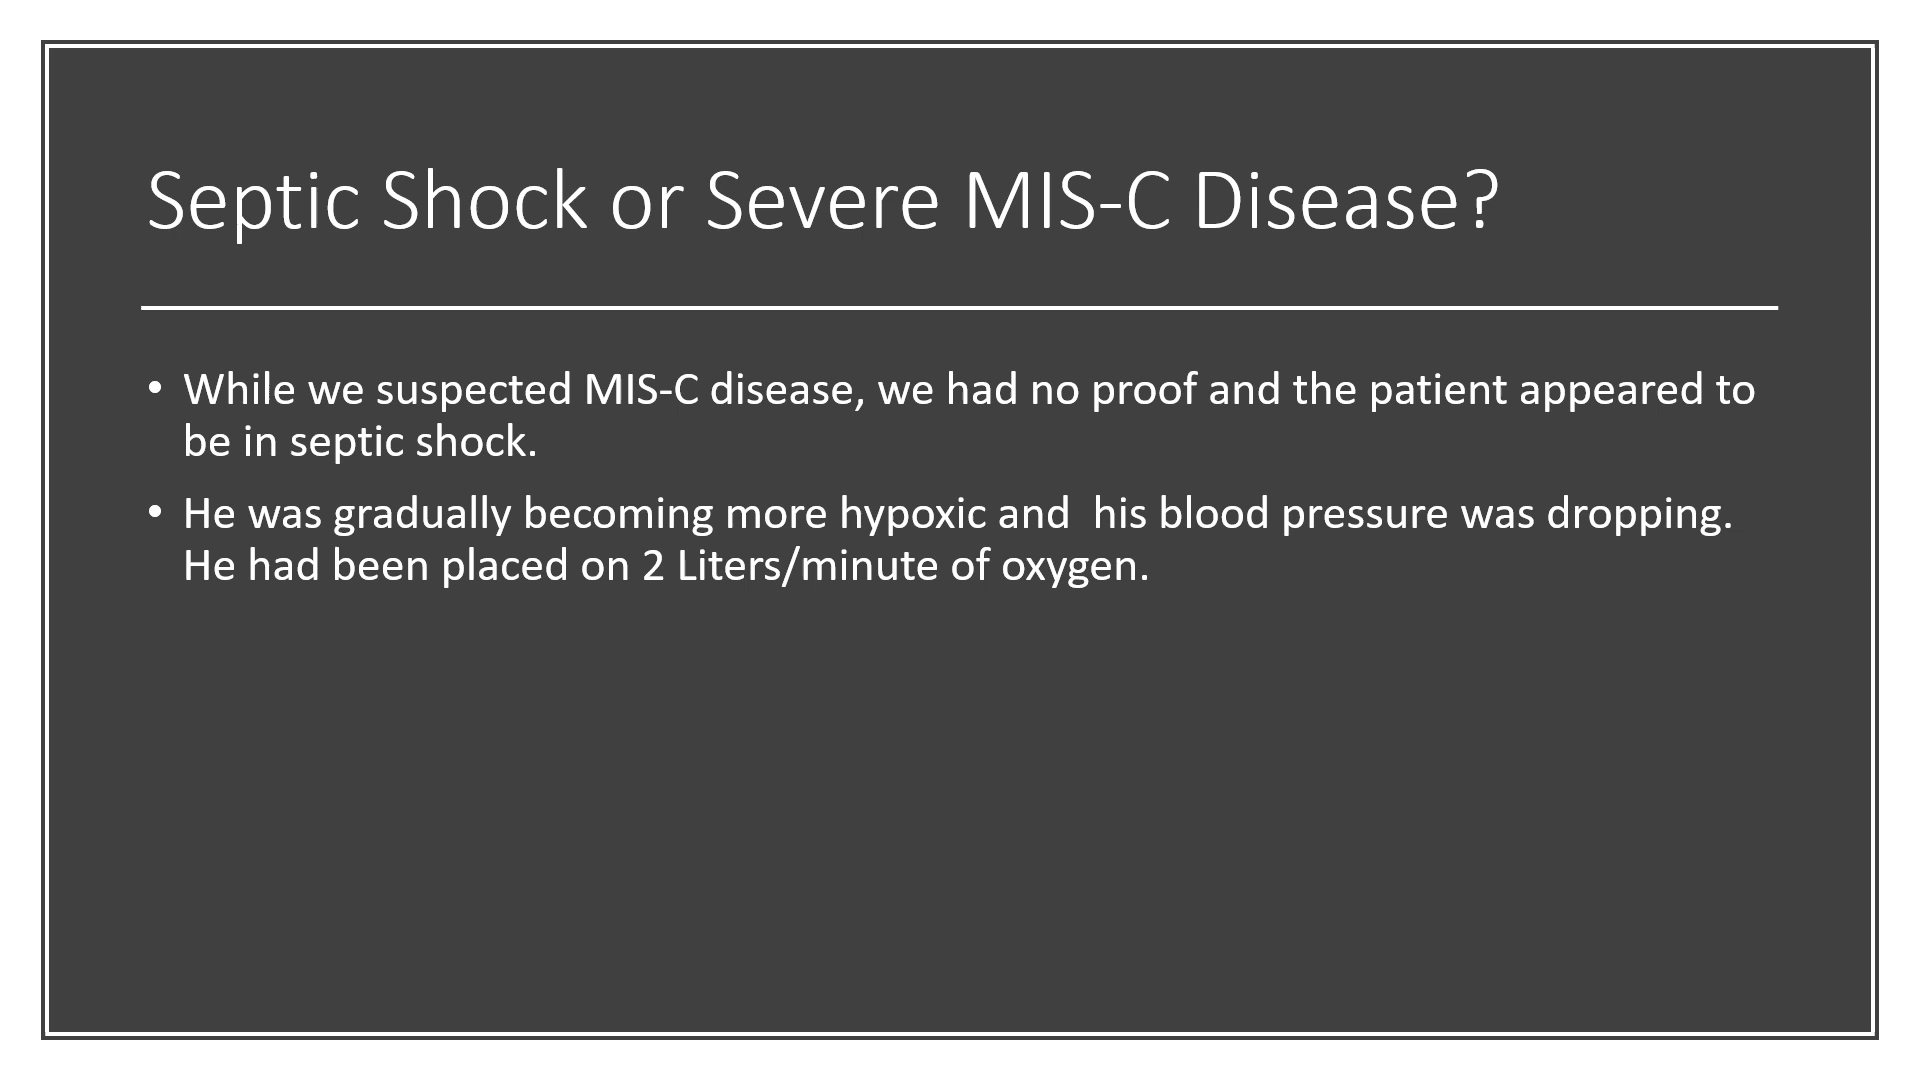 Septic Shock or Severe MIS-C Disease?
• While we suspected MIS-C disease, we had no proof and the patient appeared to
be in septic shock.
• He was gradually becoming more hypoxic and  his blood pressure was dropping.
He had been placed on 2 Liters/minute of oxygen.